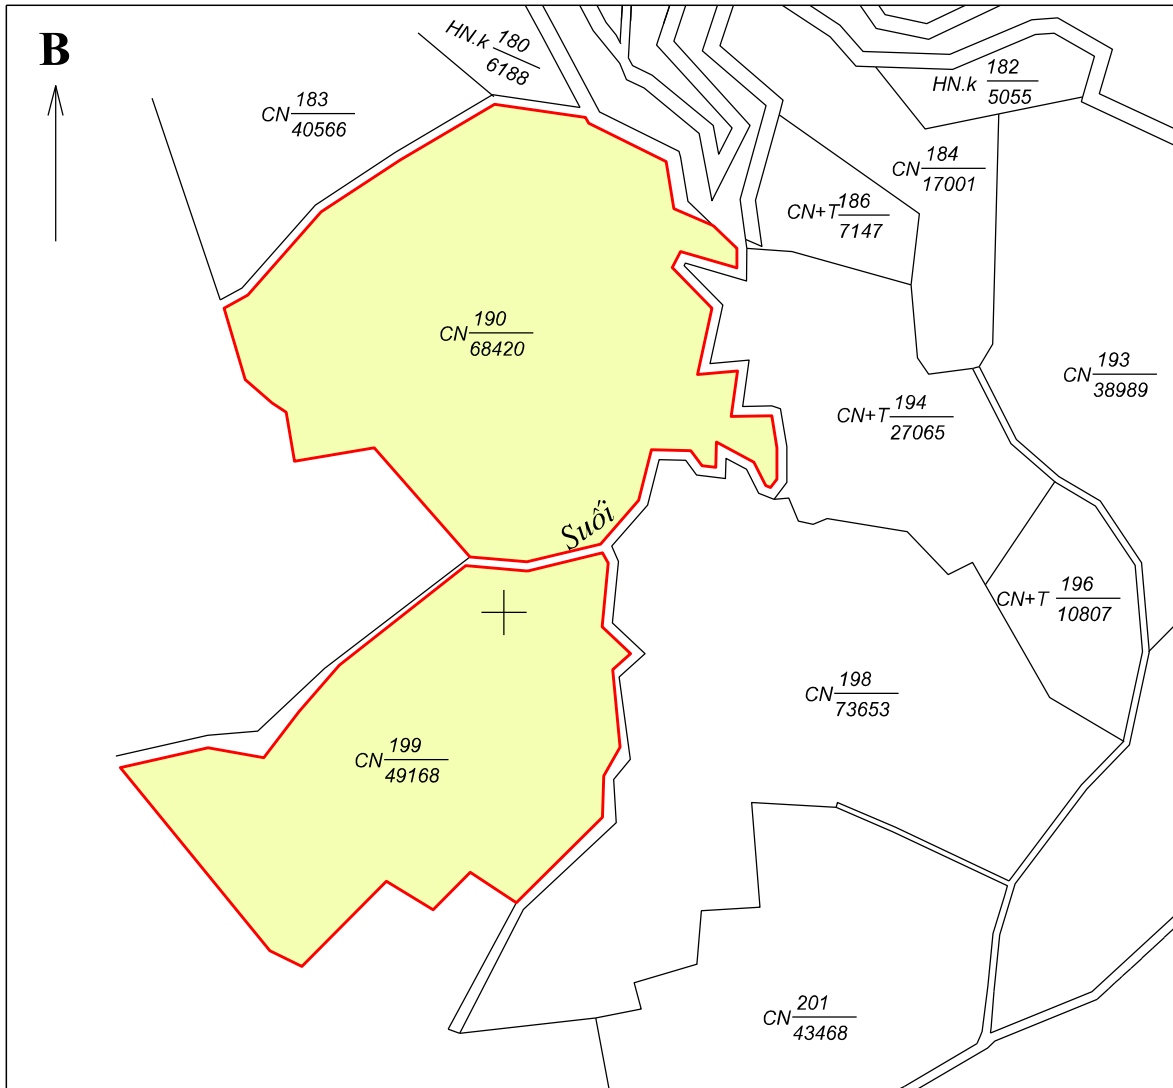 B
HN.k 180
6188
CN 183
40566
HN.k 182
5055
CN 184
17001
CN+T 186
7147
CN 190
68420
CN 193
38989
CN+T 194
27065
Suối
CN+T 196
10807
CN 198
73653
CN 199
49168
CN 201
43468